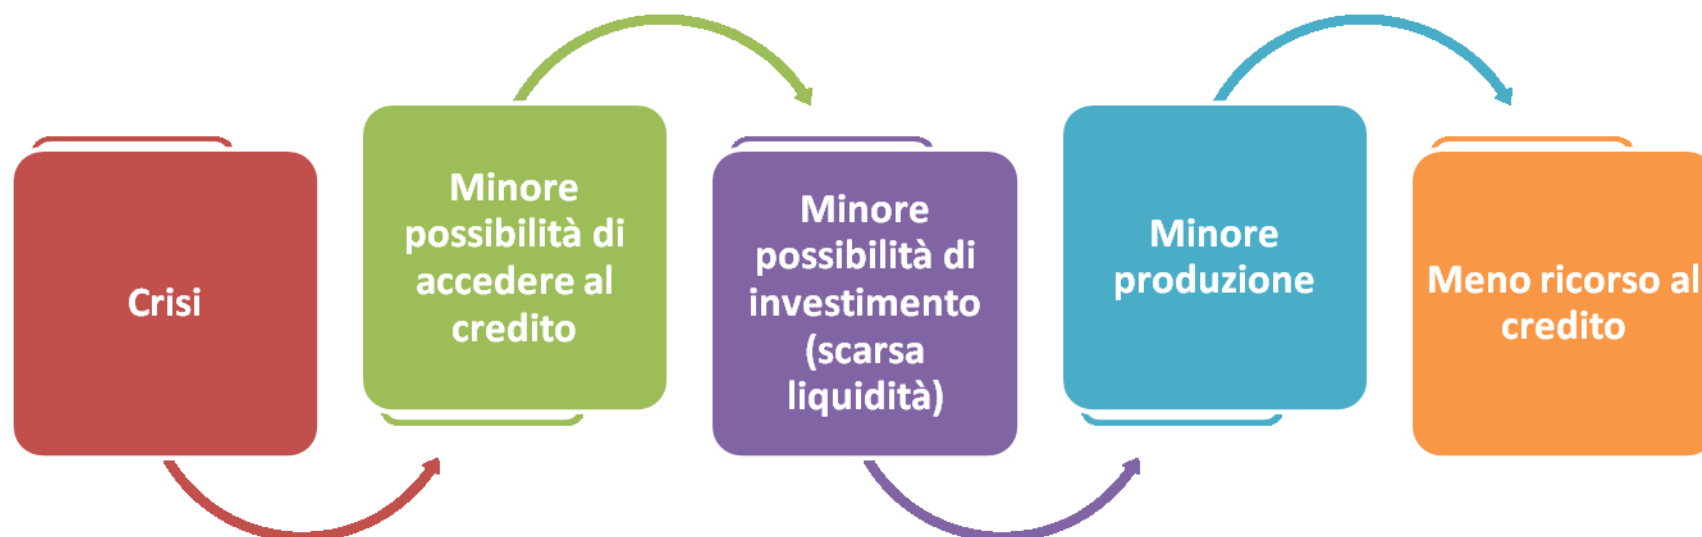 Crisi
Minore
possibilità di
accedere al
credito
Minore
possibilità di
investimento
(scarsa
liquidità)
Minore
produzione
Meno ricorso al
credito